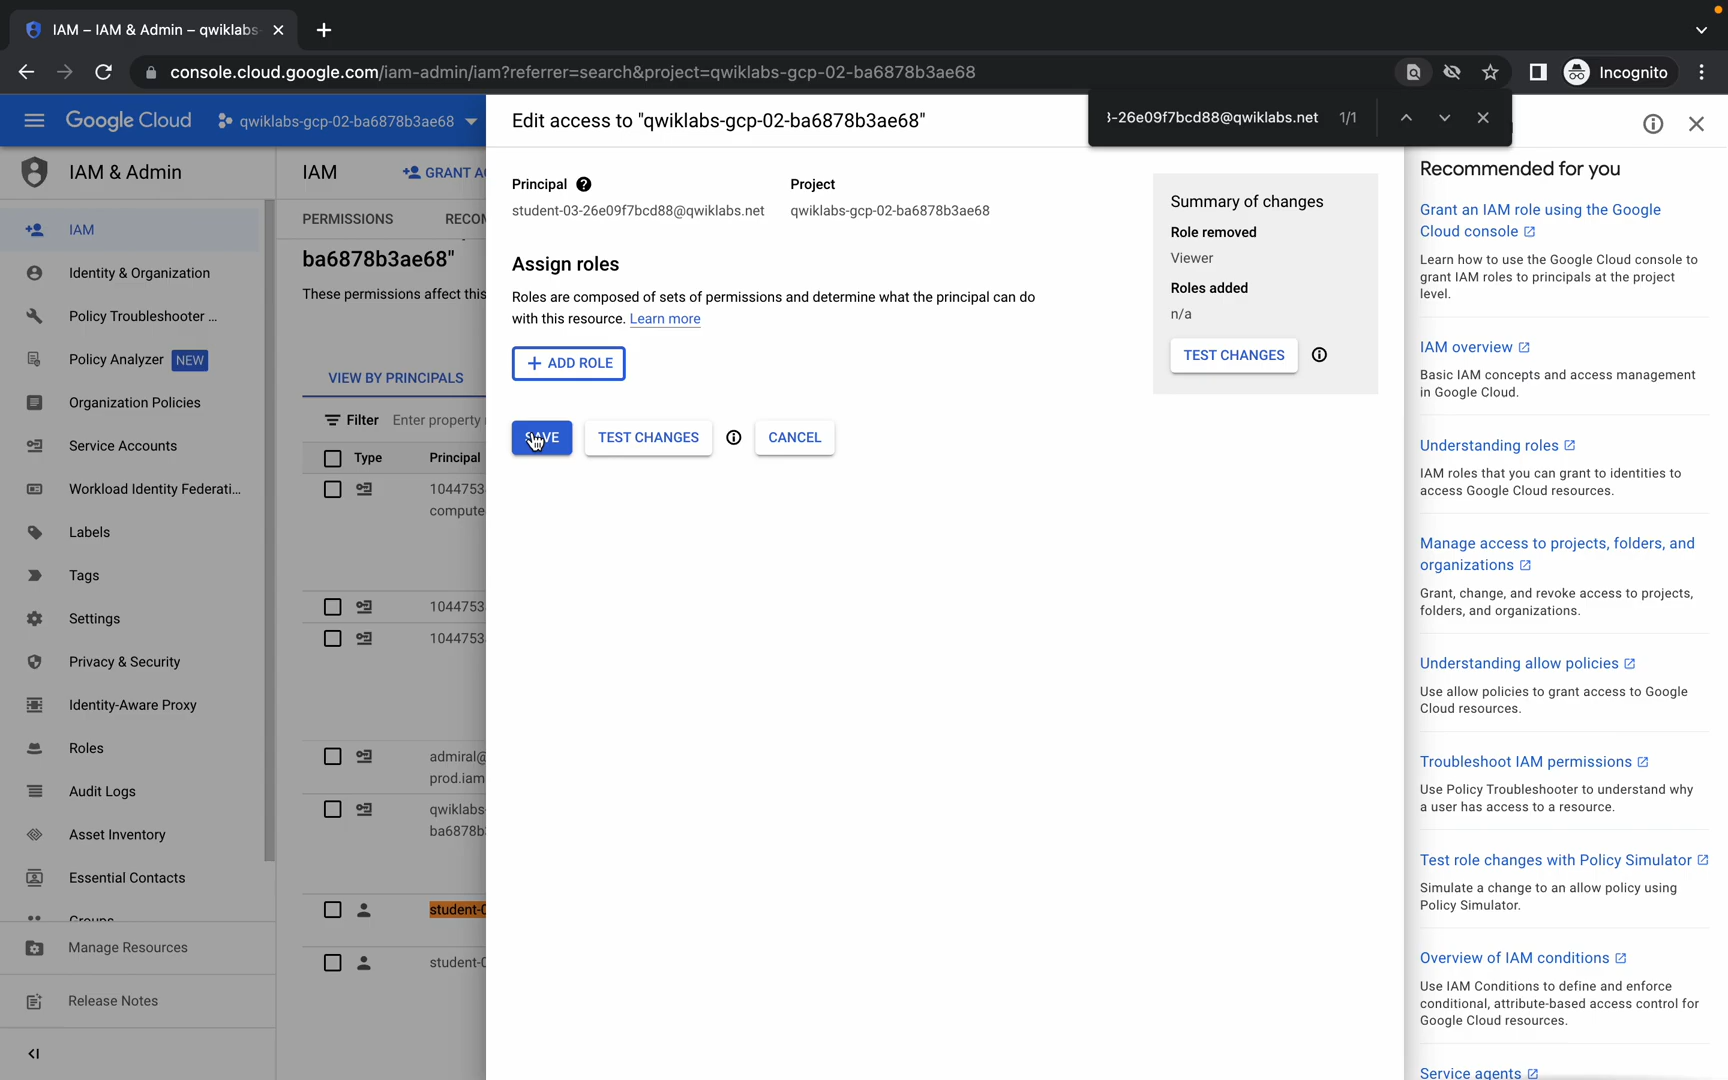 IAM – IAM & Admin – qwiklabs-
console.cloud.google.com/iam-admin/iam?referrer=search&project=qwiklabs-gcp-02-ba6878b3ae68
Incognito
Google Cloud
qwiklabs-gcp-02-ba6878b3ae68
Edit access to "qwiklabs-gcp-02-ba6878b3ae68"
-26e09f7bcd88@qwiklabs.net 1/1
IAM & Admin
IAM
Identity & Organization
Policy Troubleshooter ...
Policy Analyzer NEW
Organization Policies
Service Accounts
Workload Identity Federati...
Labels
Tags
Settings
Privacy & Security
Identity-Aware Proxy
Roles
Audit Logs
Asset Inventory
Essential Contacts
Groups
Manage Resources
Release Notes
IAM
GRANT AC
PERMISSIONS
RECOM
ba6878b3ae68"
These permissions affect this
VIEW BY PRINCIPALS
Filter Enter property
Type Principal
1044753
compute
1044753
1044753
admiral@
prod.iam
qwiklabs-
ba6878b
student-0
student-0
Principal
student-03-26e09f7bcd88@qwiklabs.net
Project
qwiklabs-gcp-02-ba6878b3ae68
Assign roles
Roles are composed of sets of permissions and determine what the principal can do
with this resource. Learn more
+ ADD ROLE
SAVE
TEST CHANGES
CANCEL
Summary of changes
Role removed
Viewer
Roles added
n/a
TEST CHANGES
Recommended for you
Grant an IAM role using the Google
Cloud console
Learn how to use the Google Cloud console to
grant IAM roles to principals at the project
level.
IAM overview
Basic IAM concepts and access management
in Google Cloud.
Understanding roles
IAM roles that you can grant to identities to
access Google Cloud resources.
Manage access to projects, folders, and
organizations
Grant, change, and revoke access to projects,
folders, and organizations.
Understanding allow policies
Use allow policies to grant access to Google
Cloud resources.
Troubleshoot IAM permissions
Use Policy Troubleshooter to understand why
a user has access to a resource.
Test role changes with Policy Simulator
Simulate a change to an allow policy using
Policy Simulator.
Overview of IAM conditions
Use IAM Conditions to define and enforce
conditional, attribute-based access control for
Google Cloud resources.
Service agents